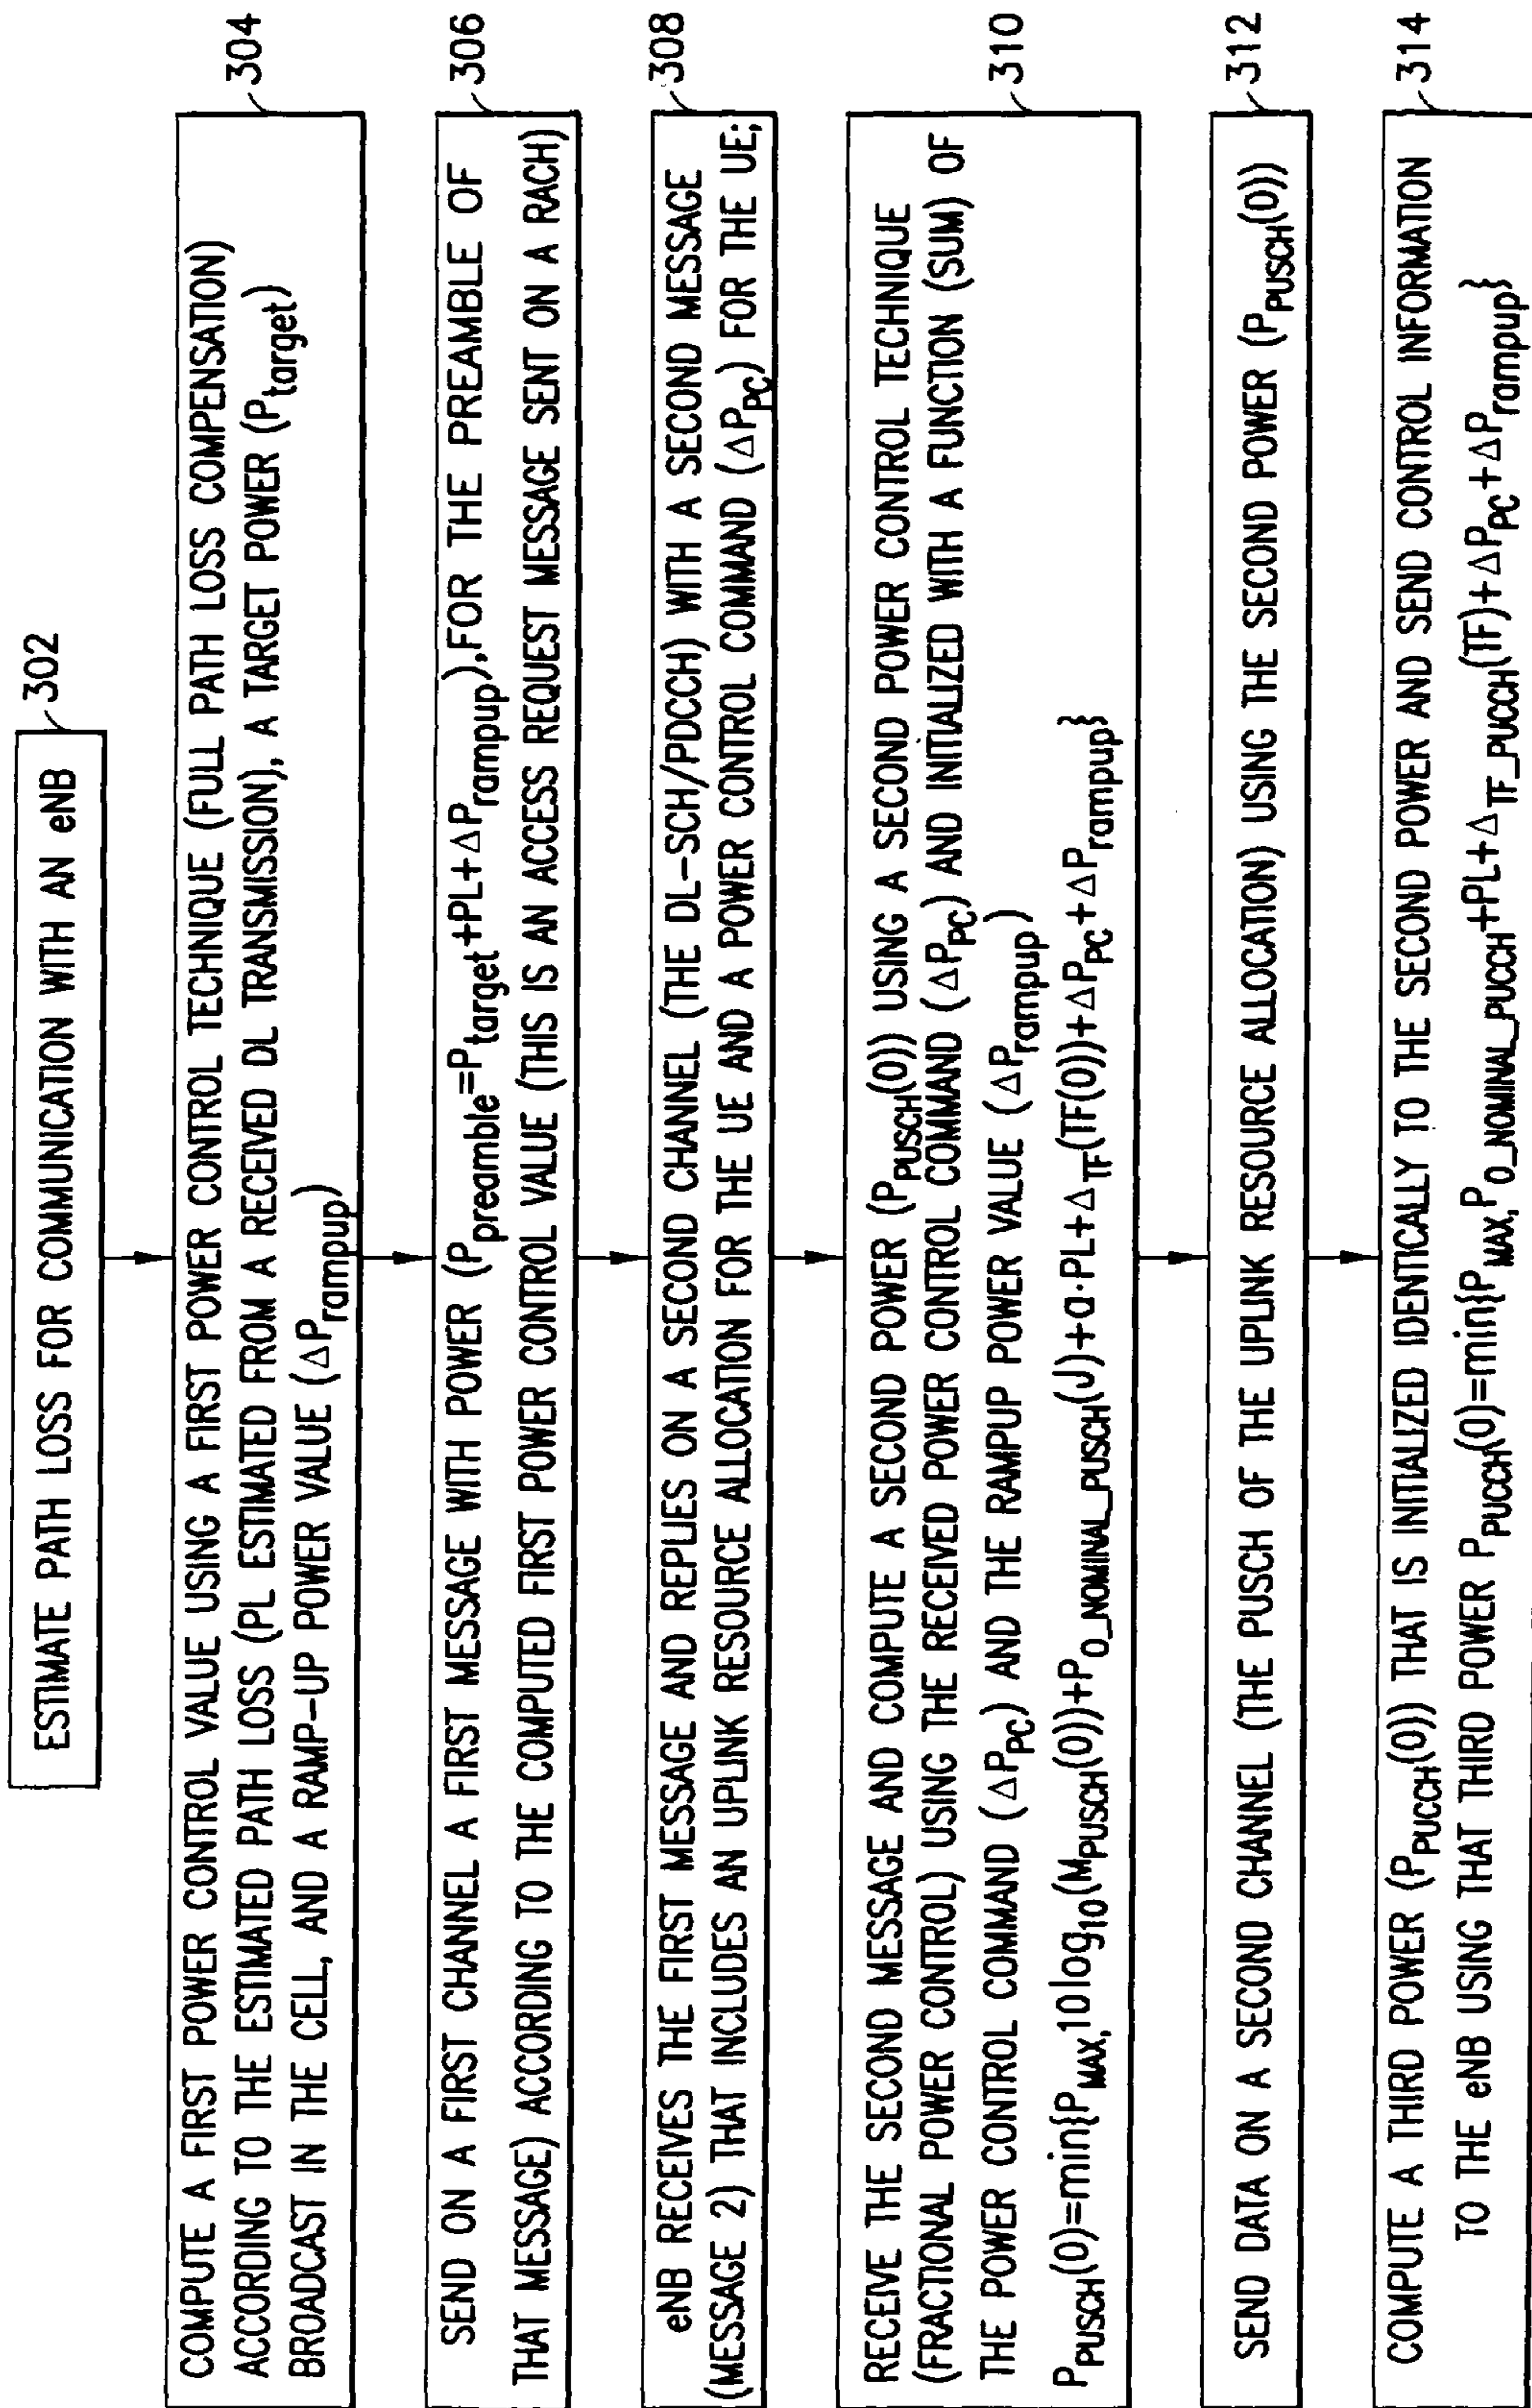 302
ESTIMATE PATH LOSS FOR COMMUNICATION WITH AN eNB
304
COMPUTE A FIRST POWER CONTROL VALUE USING A FIRST POWER CONTROL TECHNIQUE (FULL PATH LOSS COMPENSATION)
ACCORDING TO THE ESTIMATED PATH LOSS (PL ESTIMATED FROM A RECEIVED DL TRANSMISSION), A TARGET POWER (P_target)
BROADCAST IN THE CELL, AND A RAMP-UP POWER VALUE (ΔP_rampup)
306
SEND ON A FIRST CHANNEL A FIRST MESSAGE WITH POWER (P_preamble=P_target+PL+ΔP_rampup),FOR THE PREAMBLE OF
THAT MESSAGE) ACCORDING TO THE COMPUTED FIRST POWER CONTROL VALUE (THIS IS AN ACCESS REQUEST MESSAGE SENT ON A RACH)
308
eNB RECEIVES THE FIRST MESSAGE AND REPLIES ON A SECOND CHANNEL (THE DL-SCH/PDCCH) WITH A SECOND MESSAGE
(MESSAGE 2) THAT INCLUDES AN UPLINK RESOURCE ALLOCATION FOR THE UE AND A POWER CONTROL COMMAND (ΔP_PC) FOR THE UE;
310
RECEIVE THE SECOND MESSAGE AND COMPUTE A SECOND POWER (P_PUSCH(0)) USING A SECOND POWER CONTROL TECHNIQUE
(FRACTIONAL POWER CONTROL) USING THE RECEIVED POWER CONTROL COMMAND (ΔP_PC) AND INITIALIZED WITH A FUNCTION (SUM) OF
THE POWER CONTROL COMMAND (ΔP_PC) AND THE RAMPUP POWER VALUE (ΔP_rampup)
P_PUSCH(0)=min{P_MAX,10log_10(M_PUSCH(0))+P_0_NOMINAL_PUSCH(J)+a·PL+Δ_TF(TF(0))+ΔP_PC+ΔP_rampup}
312
SEND DATA ON A SECOND CHANNEL (THE PUSCH OF THE UPLINK RESOURCE ALLOCATION) USING THE SECOND POWER (P_PUSCH(0))
314
COMPUTE A THIRD POWER (P_PUCCH(0)) THAT IS INITIALIZED IDENTICALLY TO THE SECOND POWER AND SEND CONTROL INFORMATION
TO THE eNB USING THAT THIRD POWER P_PUCCH(0)=min{P_MAX,P_0_NOMINAL_PUCCH+PL+Δ_TF_PUCCH(TF)+ΔP_PC+ΔP_rampup}